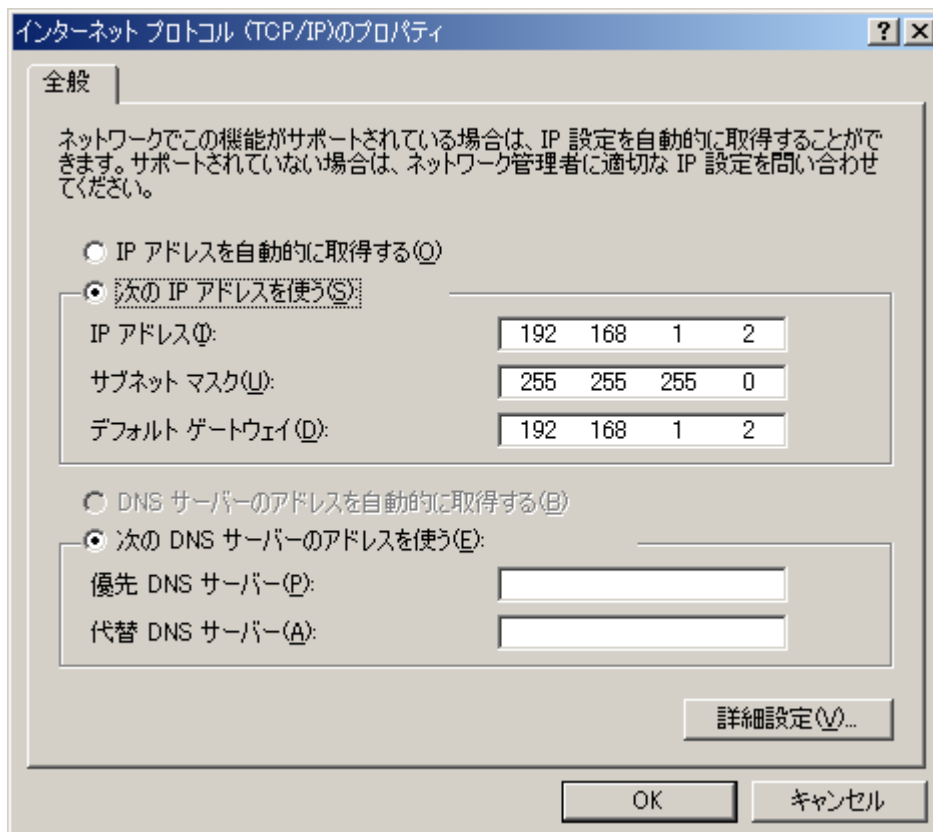 インターネット プロトコル (TCP/IP)のプロパティ
全般
ネットワークでこの機能がサポートされている場合は、IP 設定を自動的に取得することがで
きます。サポートされていない場合は、ネットワーク管理者に適切な IP 設定を問い合わせ
てください。
IP アドレスを自動的に取得する(O)
次の IP アドレスを使う(S):
IP アドレス(I): 192 168 1 2
サブネット マスク(U): 255 255 255 0
デフォルト ゲートウェイ(D): 192 168 1 2
DNS サーバーのアドレスを自動的に取得する(B)
次の DNS サーバーのアドレスを使う(E):
優先 DNS サーバー(P):
代替 DNS サーバー(A):
詳細設定(V)...
OK キャンセル